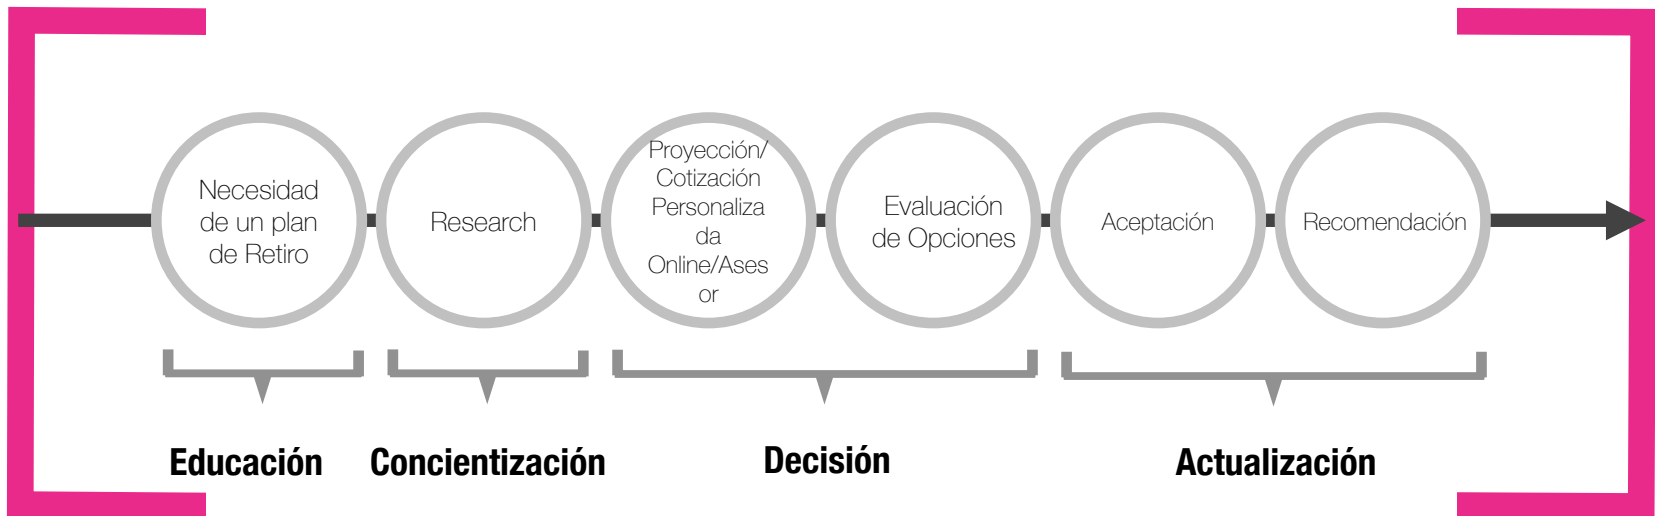 Necesidad
de un plan
de Retiro
Research
Proyección/
Cotización
Personaliza
da
Online/Ases
or
Evaluación
de Opciones
Aceptación
Recomendación
Educación
Concientización
Decisión
Actualización